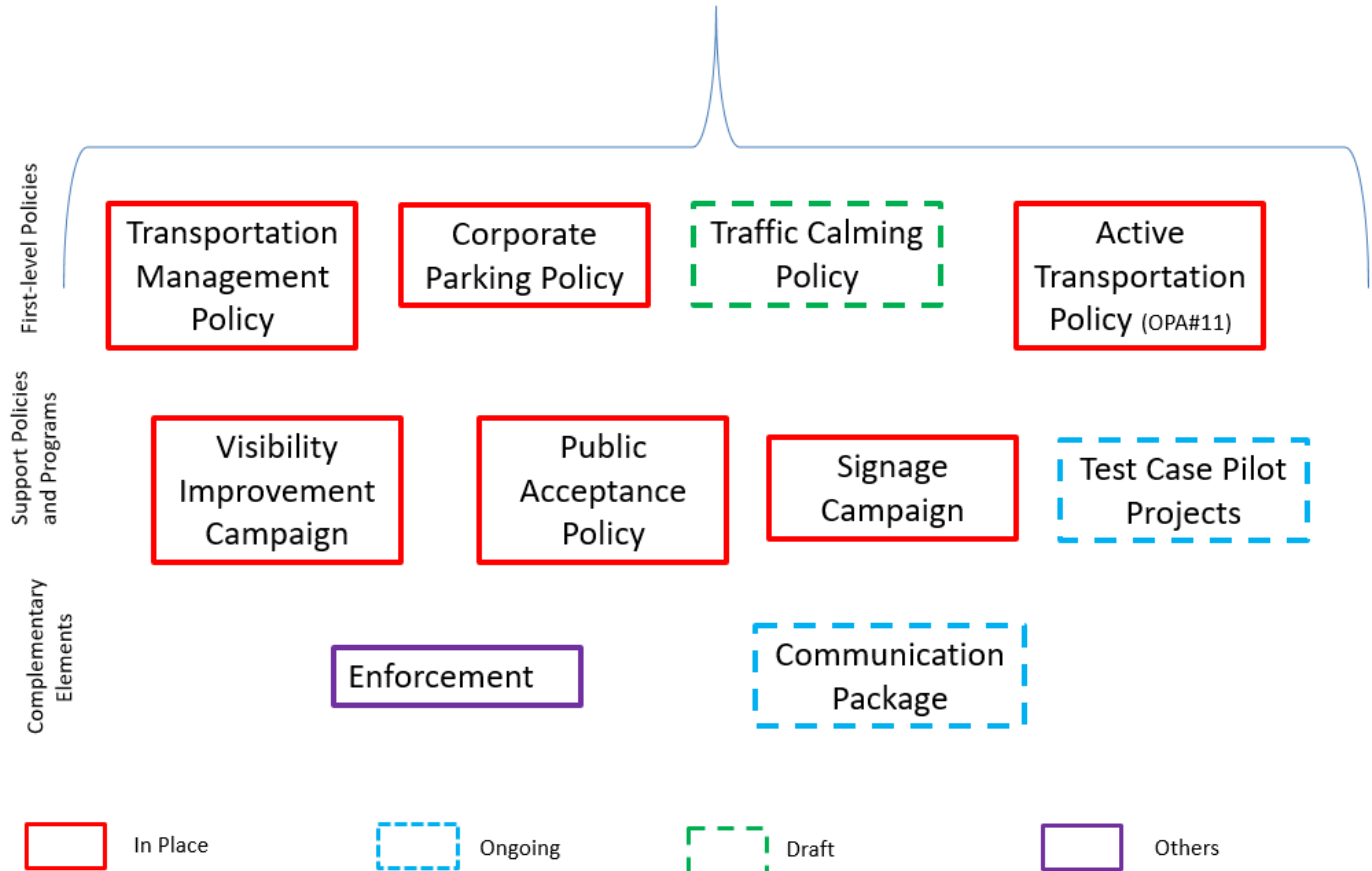 First-level Policies
Transportation
Management
Policy
Corporate
Parking Policy
Traffic Calming
Policy
Active
Transportation
Policy (OPA#11)
Support Policies
and Programs
Visibility
Improvement
Campaign
Public
Acceptance
Policy
Signage
Campaign
Test Case Pilot
Projects
Complementary
Elements
Enforcement
Communication
Package
In Place
Ongoing
Draft
Others